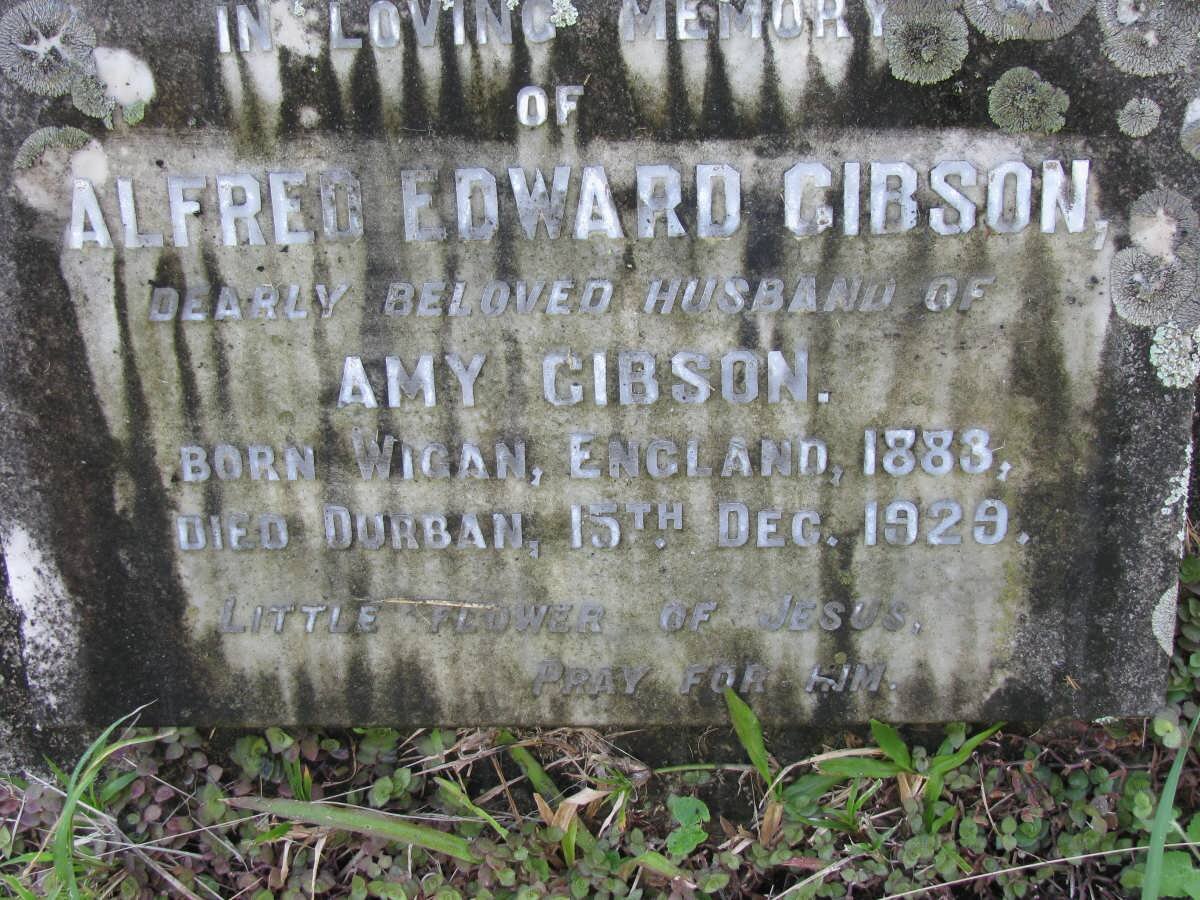 IN LOVING MEMORY
OF
ALFRED EDWARD GIBSON,
DEARLY BELOVED HUSBAND OF
AMY GIBSON.
BORN WIGAN, ENGLAND, 1883,
DIED DURBAN, 15TH. DEC. 1929.
LITTLE FLOWER OF JESUS,
PRAY FOR HIM.